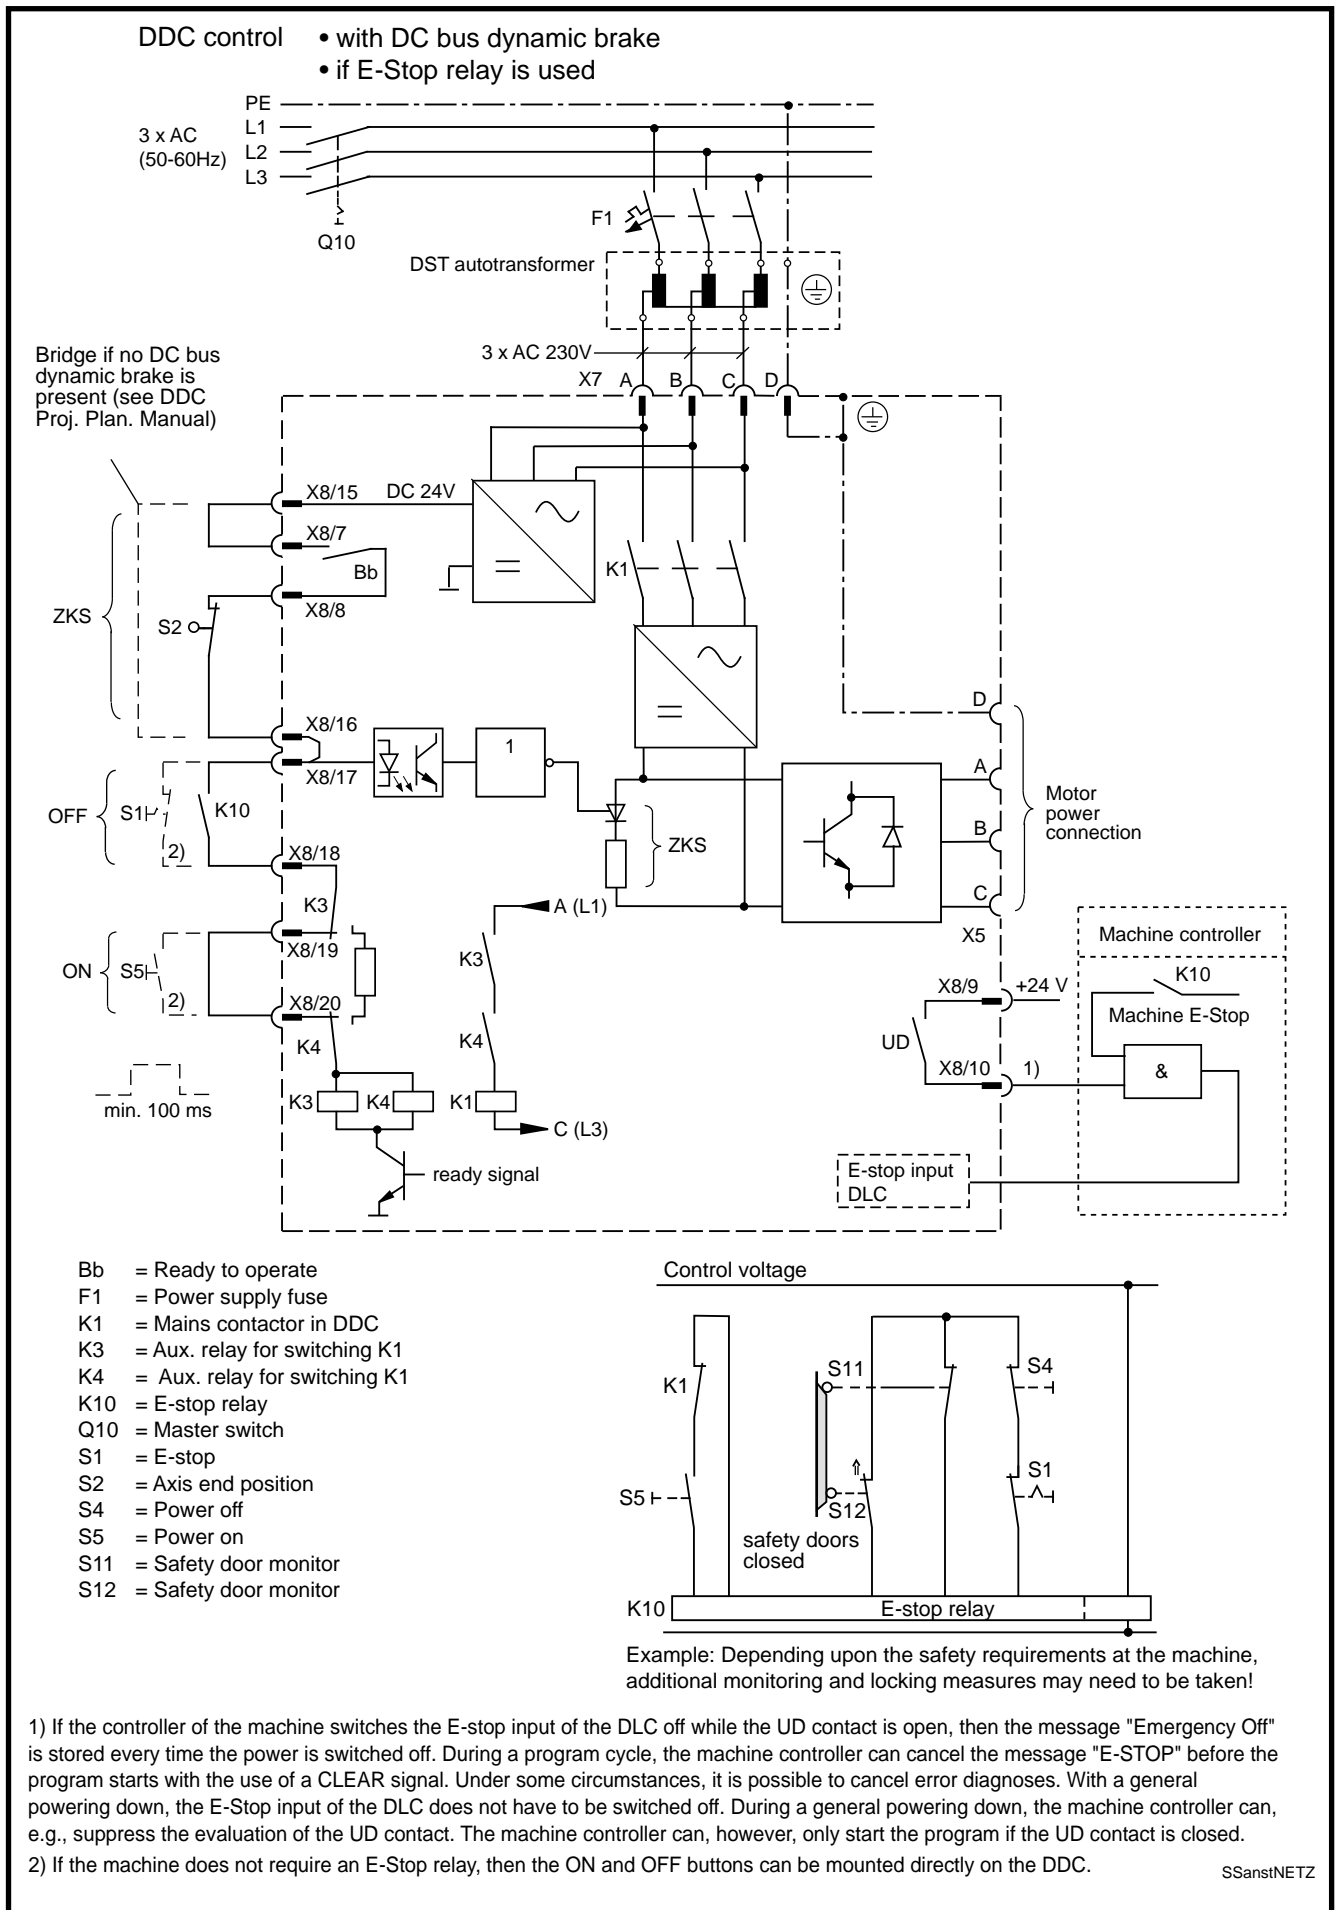 DDC control
• with DC bus dynamic brake
• if E-Stop relay is used
PE
L1
L2
L3
3 x AC
(50-60Hz)
Q10
F1
DST autotransformer
3 x AC 230V
X7
A
B
C
D
Bridge if no DC bus
dynamic brake is
present (see DDC
Proj. Plan. Manual)
X8/15
DC 24V
X8/7
Bb
X8/8
K1
ZKS
S2
X8/16
X8/17
1
D
A
B
C
Motor
power
connection
X5
OFF
S1
2)
K10
X8/18
ZKS
K3
X8/19
A (L1)
K3
ON
S5
2)
X8/20
K4
K4
min. 100 ms
K3
K4
K1
C (L3)
ready signal
X8/9
+24 V
UD
X8/10
1)
Machine controller
K10
Machine E-Stop
&
E-stop input
DLC
Bb = Ready to operate
F1 = Power supply fuse
K1 = Mains contactor in DDC
K3 = Aux. relay for switching K1
K4 = Aux. relay for switching K1
K10 = E-stop relay
Q10 = Master switch
S1 = E-stop
S2 = Axis end position
S4 = Power off
S5 = Power on
S11 = Safety door monitor
S12 = Safety door monitor
Control voltage
K1
S11
S4
S5
S12
S1
safety doors
closed
K10
E-stop relay
Example: Depending upon the safety requirements at the machine,
additional monitoring and locking measures may need to be taken!
1) If the controller of the machine switches the E-stop input of the DLC off while the UD contact is open, then the message "Emergency Off"
is stored every time the power is switched off. During a program cycle, the machine controller can cancel the message "E-STOP" before the
program starts with the use of a CLEAR signal. Under some circumstances, it is possible to cancel error diagnoses. With a general
powering down, the E-Stop input of the DLC does not have to be switched off. During a general powering down, the machine controller can,
e.g., suppress the evaluation of the UD contact. The machine controller can, however, only start the program if the UD contact is closed.
2) If the machine does not require an E-Stop relay, then the ON and OFF buttons can be mounted directly on the DDC.
SSanstNETZ